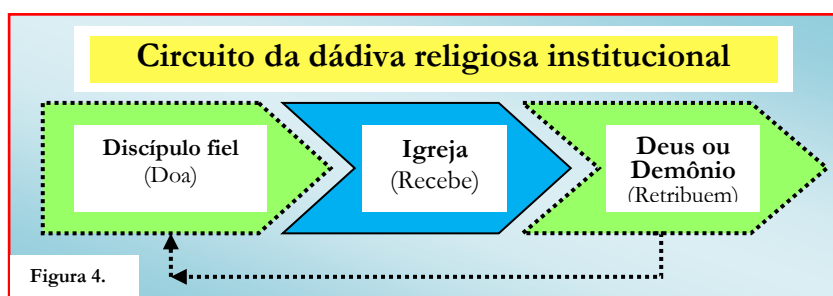 Circuito da dádiva religiosa institucional
Discípulo fiel
(Doa)
Igreja
(Recebe)
Deus ou
Demônio
(Retribuem)
Figura 4.